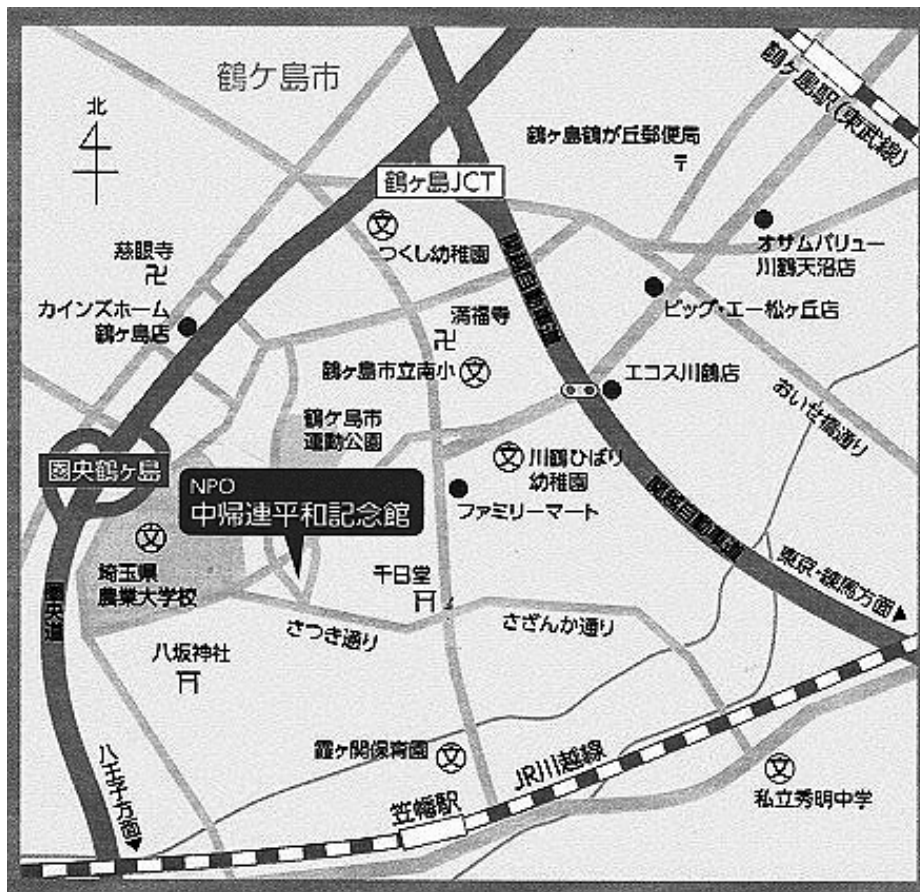 鶴ケ島市
北
鶴ケ島駅(東武線)
鶴ケ島鶴が丘郵便局
〒
鶴ヶ島JCT
文
つくし幼稚園
関越自動車道
オサムバリュー
川鶴天沼店
慈眼寺
卍
カインズホーム
鶴ヶ島店
満福寺
卍
ビッグ・エー松ヶ丘店
鶴ヶ島市立南小
文
エコス川鶴店
おいせ橋通り
鶴ヶ島市
運動公園
圏央鶴ヶ島
文
川鶴ひばり
幼稚園
NPO
中帰連平和記念館
ファミリーマート
関越自動車道
文
埼玉県
農業大学校
千日堂
東京・練馬方面
圏央道
さつき通り
さざんか通り
八坂神社
霞ヶ関保育園
文
JR川越線
文
私立秀明中学
笠幡駅
八王子方面